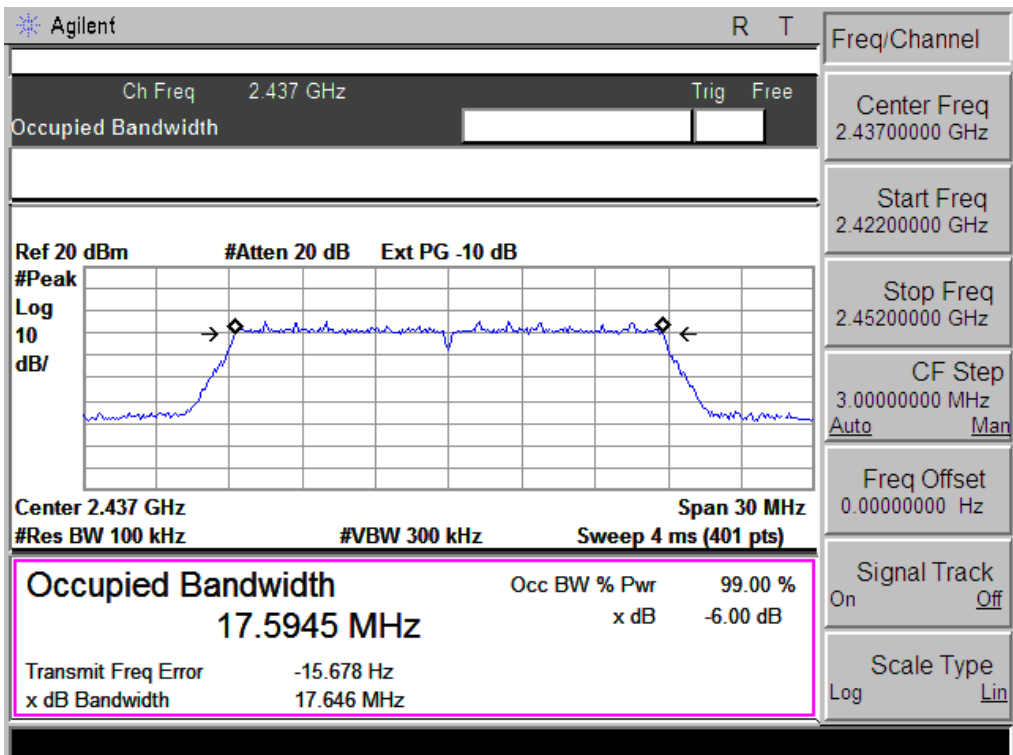 Agilent R T
Freq/Channel
Ch Freq 2.437 GHz Trig Free
Occupied Bandwidth
Center Freq
2.43700000 GHz
Start Freq
2.42200000 GHz
Stop Freq
2.45200000 GHz
CF Step
3.00000000 MHz
Auto Man
Freq Offset
0.00000000 Hz
Signal Track
On Off
Scale Type
Log Lin
Ref 20 dBm #Atten 20 dB Ext PG -10 dB
#Peak
Log
10
dB/
Center 2.437 GHz Span 30 MHz
#Res BW 100 kHz #VBW 300 kHz Sweep 4 ms (401 pts)
Occupied Bandwidth
17.5945 MHz
Occ BW % Pwr 99.00 %
x dB -6.00 dB
Transmit Freq Error -15.678 Hz
x dB Bandwidth 17.646 MHz